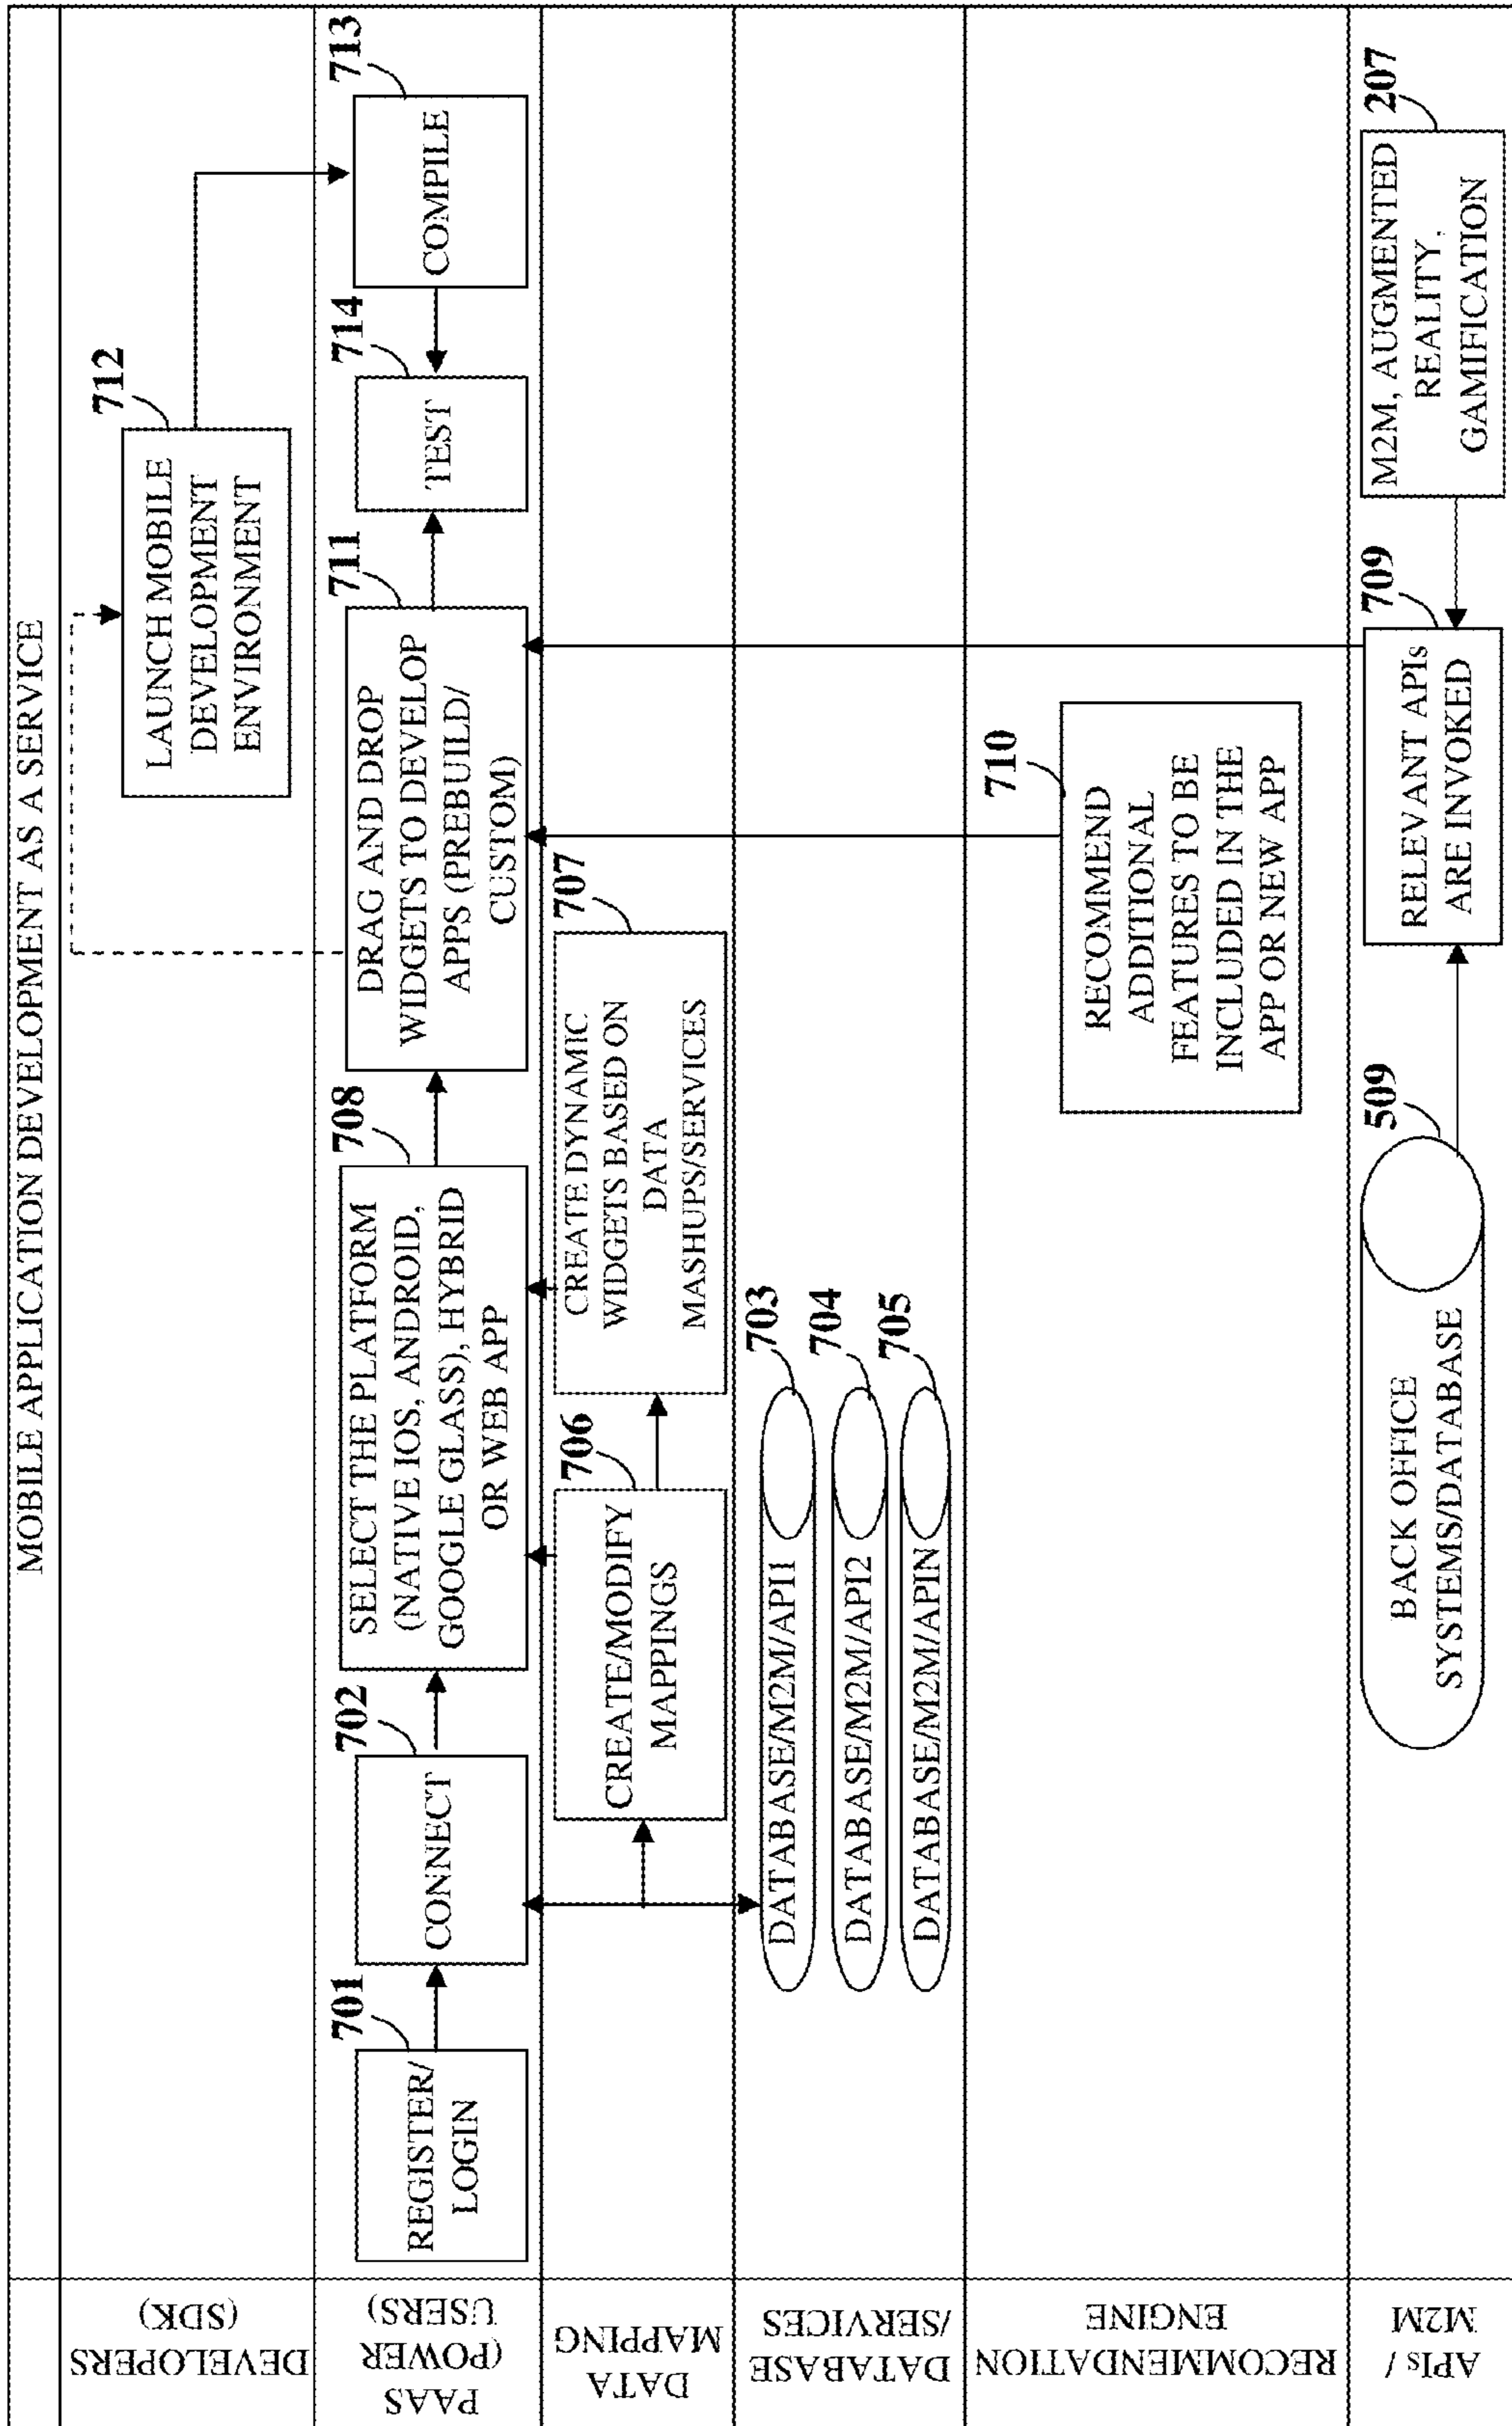 MOBILE APPLICATION DEVELOPMENT AS A SERVICE
DEVELOPERS
(SDK)
712
LAUNCH MOBILE
DEVELOPMENT
ENVIRONMENT
PAAS
(POWER
USERS)
701
REGISTER/
LOGIN
702
CONNECT
708
SELECT THE PLATFORM
(NATIVE IOS, ANDROID,
GOOGLE GLASS), HYBRID
OR WEB APP
711
DRAG AND DROP
WIDGETS TO DEVELOP
APPS (PREBUILD/
CUSTOM)
714
TEST
713
COMPILE
DATA
MAPPING
706
CREATE/MODIFY
MAPPINGS
707
CREATE DYNAMIC
WIDGETS BASED ON
DATA
MASHUPS/SERVICES
DATABASE
/SERVICES
703
DATABASE/M2M/API1
704
DATABASE/M2M/API2
705
DATABASE/M2M/APIN
RECOMMENDATION
ENGINE
710
RECOMMEND
ADDITIONAL
FEATURES TO BE
INCLUDED IN THE
APP OR NEW APP
APIs /
M2M
509
BACK OFFICE
SYSTEMS/DATABASE
709
RELEVANT APIs
ARE INVOKED
207
M2M, AUGMENTED
REALITY,
GAMIFICATION